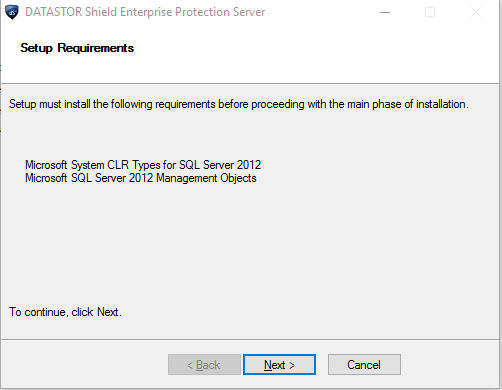 DATASTOR Shield Enterprise Protection Server
Setup Requirements
Setup must install the following requirements before proceeding with the main phase of installation.
Microsoft System CLR Types for SQL Server 2012
Microsoft SQL Server 2012 Management Objects
To continue, click Next.
< Back Next > Cancel